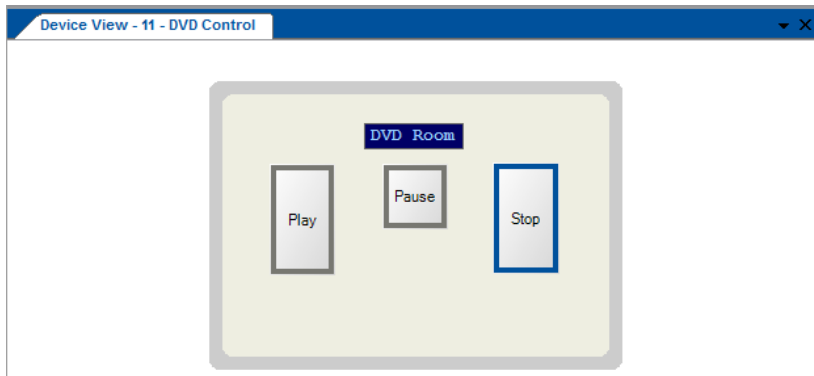 Device View - 11 - DVD Control
DVD Room
Play
Pause
Stop